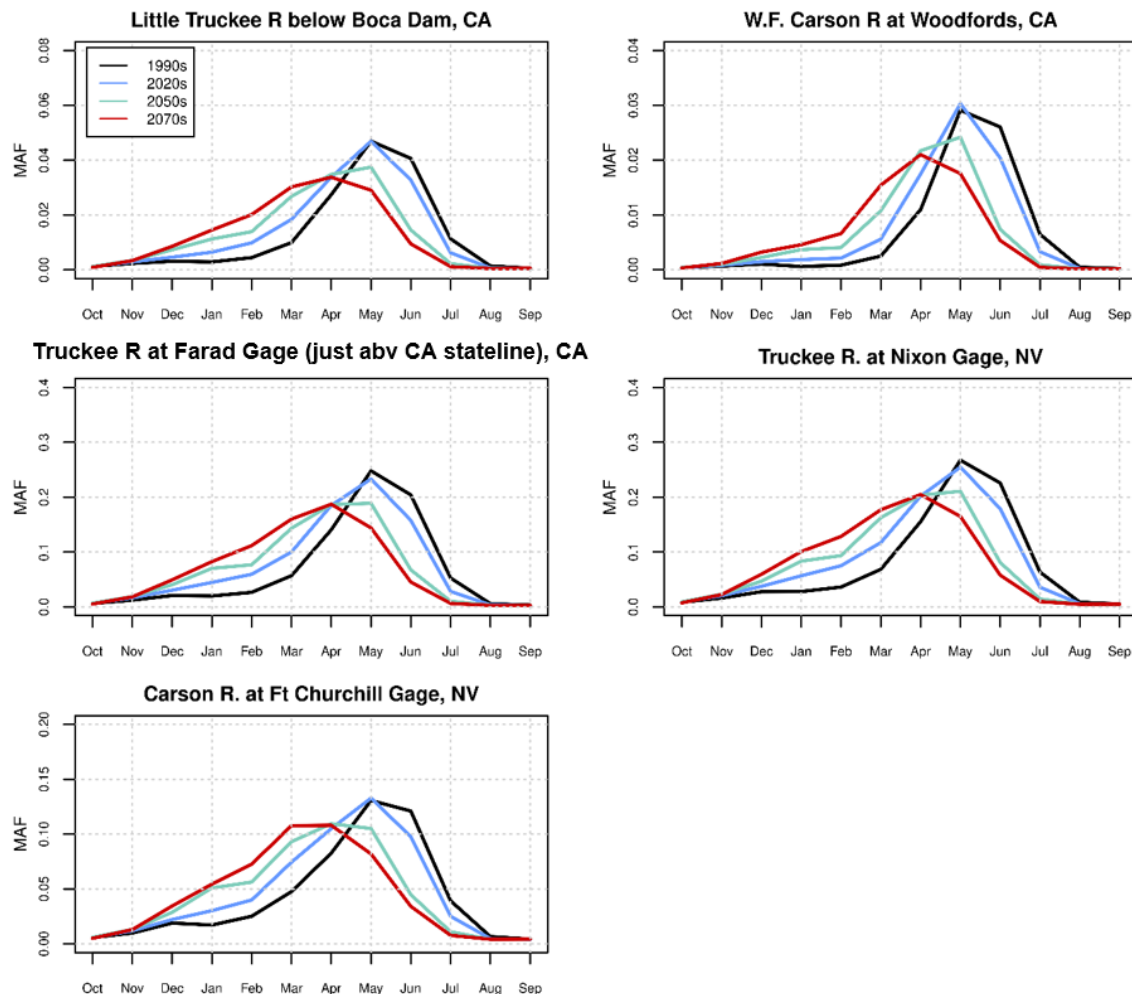 Little Truckee R below Boca Dam, CA
MAF
0.08
0.06
0.04
0.02
0.00
1990s
2020s
2050s
2070s
Oct Nov Dec Jan Feb Mar Apr May Jun Jul Aug Sep
W.F. Carson R at Woodfords, CA
MAF
0.04
0.03
0.02
0.01
0.00
Oct Nov Dec Jan Feb Mar Apr May Jun Jul Aug Sep
Truckee R at Farad Gage (just abv CA stateline), CA
MAF
0.4
0.3
0.2
0.1
0.0
Oct Nov Dec Jan Feb Mar Apr May Jun Jul Aug Sep
Truckee R. at Nixon Gage, NV
MAF
0.4
0.3
0.2
0.1
0.0
Oct Nov Dec Jan Feb Mar Apr May Jun Jul Aug Sep
Carson R. at Ft Churchill Gage, NV
MAF
0.20
0.15
0.10
0.05
0.00
Oct Nov Dec Jan Feb Mar Apr May Jun Jul Aug Sep